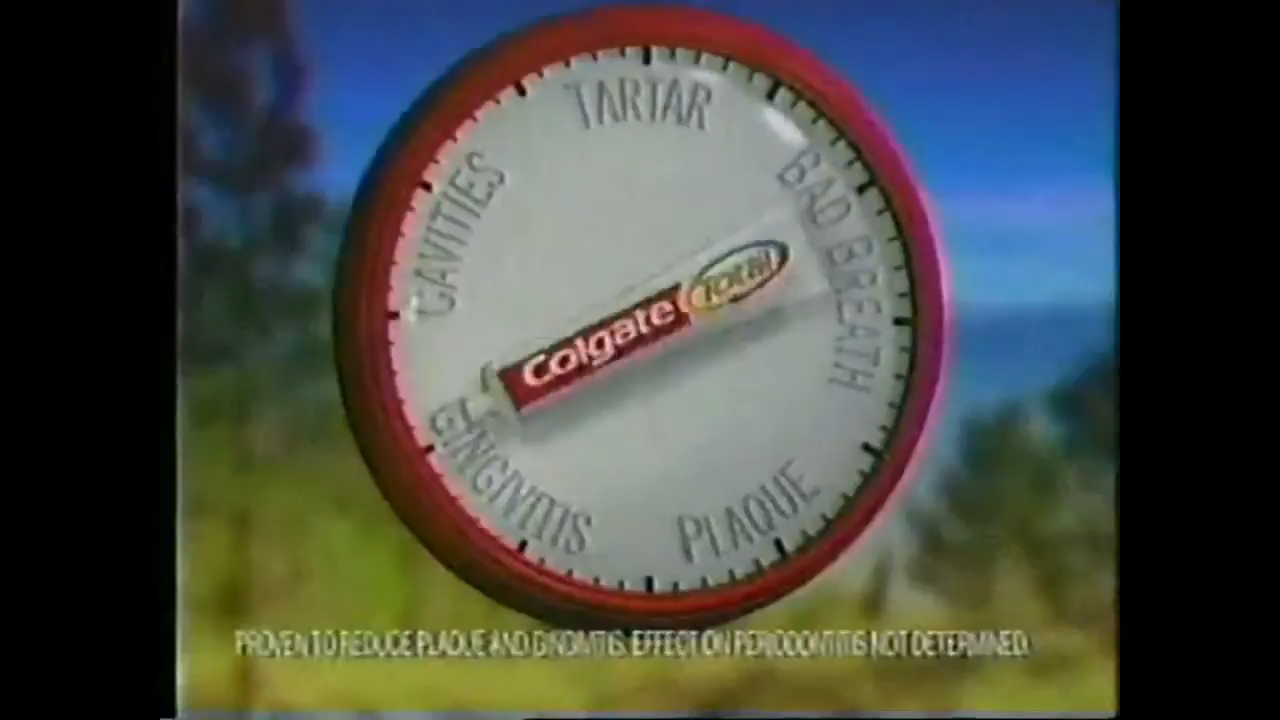 TARTAR
BAD BREATH
CAVITIES
Colgate Total
GINGIVITIS
PLAQUE
PROVEN TO REDUCE PLAQUE AND GINGIVITIS. EFFECT ON PERIODONTITIS NOT DETERMINED.